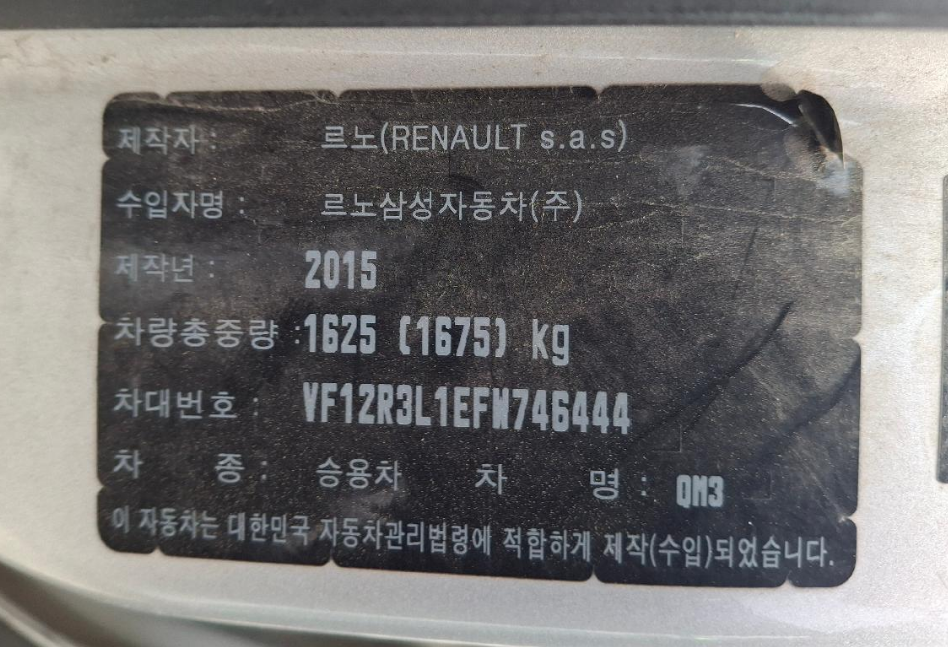 제작자 : 르노(RENAULT s.a.s)
수입자명 : 르노삼성자동차(주)
제작년 : 2015
차량총중량 : 1625 (1675) kg
차대번호 : VF12R3L1EFW746444
차 종 : 승용차 차 명 : QM3
이 자동차는 대한민국 자동차관리법령에 적합하게 제작(수입)되었습니다.